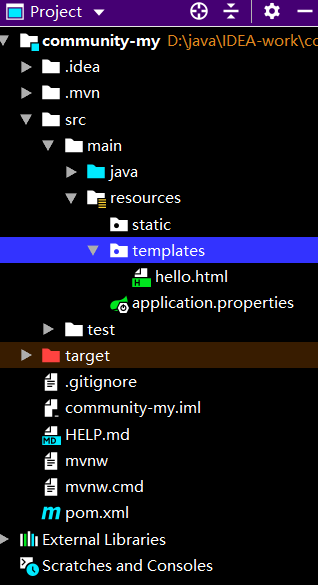 Project
community-my D:\java\IDEA-work\co
.idea
.mvn
src
main
java
resources
static
templates
H hello.html
application.properties
test
target
.gitignore
community-my.iml
MD HELP.md
mvnw
mvnw.cmd
m pom.xml
External Libraries
Scratches and Consoles